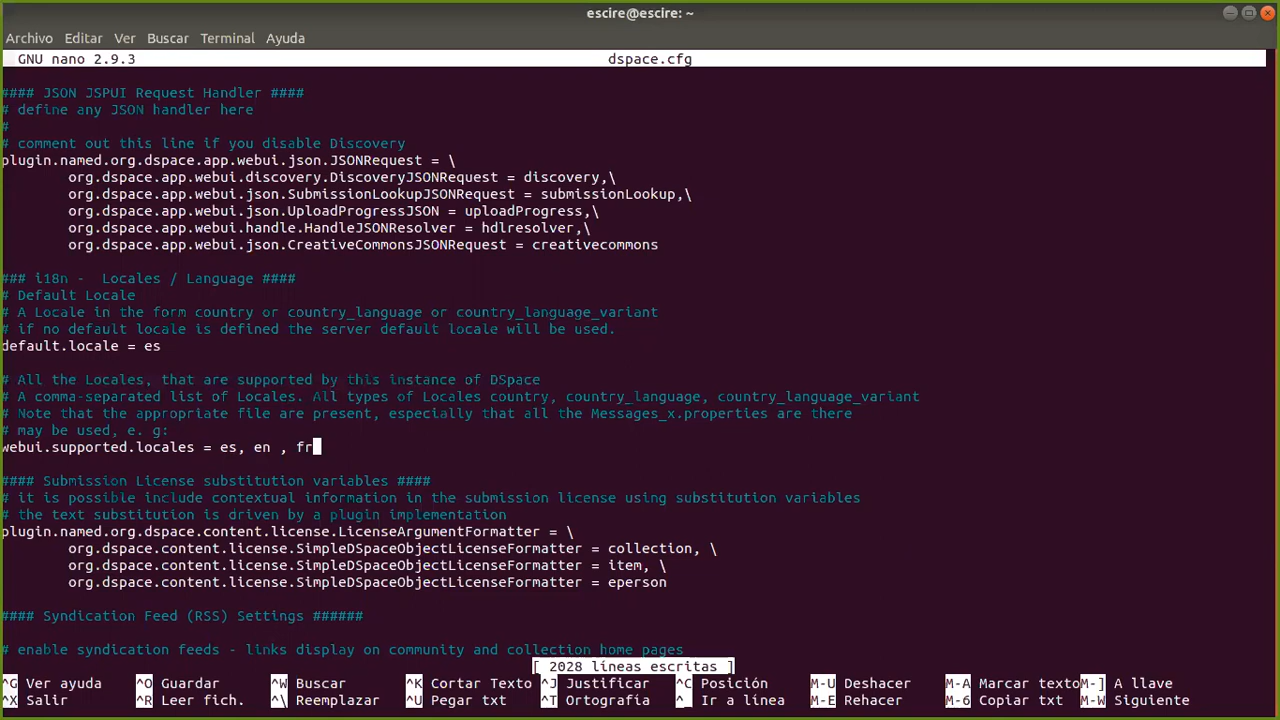 escire@escire: ~
Archivo Editar Ver Buscar Terminal Ayuda
GNU nano 2.9.3 dspace.cfg
#### JSON JSPUI Request Handler ####
# define any JSON handler here
#
# comment out this line if you disable Discovery
plugin.named.org.dspace.app.webui.json.JSONRequest = \
org.dspace.app.webui.discovery.DiscoveryJSONRequest = discovery,\
org.dspace.app.webui.json.SubmissionLookupJSONRequest = submissionLookup,\
org.dspace.app.webui.json.UploadProgressJSON = uploadProgress,\
org.dspace.app.webui.handle.HandleJSONResolver = hdlresolver,\
org.dspace.app.webui.json.CreativeCommonsJSONRequest = creativecommons
### i18n -  Locales / Language ####
# Default Locale
# A Locale in the form country or country_language or country_language_variant
# if no default locale is defined the server default locale will be used.
default.locale = es
# All the Locales, that are supported by this instance of DSpace
# A comma-separated list of Locales. All types of Locales country, country_language, country_language_variant
# Note that the appropriate file are present, especially that all the Messages_x.properties are there
# may be used, e. g:
webui.supported.locales = es, en , fr
#### Submission License substitution variables ####
# it is possible include contextual information in the submission license using substitution variables
# the text substitution is driven by a plugin implementation
plugin.named.org.dspace.content.license.LicenseArgumentFormatter = \
org.dspace.content.license.SimpleDSpaceObjectLicenseFormatter = collection, \
org.dspace.content.license.SimpleDSpaceObjectLicenseFormatter = item, \
org.dspace.content.license.SimpleDSpaceObjectLicenseFormatter = eperson
#### Syndication Feed (RSS) Settings ######
# enable syndication feeds - links display on community and collection home pages
[ 2028 líneas escritas ]
^G Ver ayuda ^O Guardar ^W Buscar ^K Cortar Texto ^J Justificar ^C Posición M-U Deshacer M-A Marcar texto M-] A llave
^X Salir ^R Leer fich. ^\ Reemplazar ^U Pegar txt ^T Ortografía ^_ Ir a línea M-E Rehacer M-6 Copiar txt M-W Siguiente